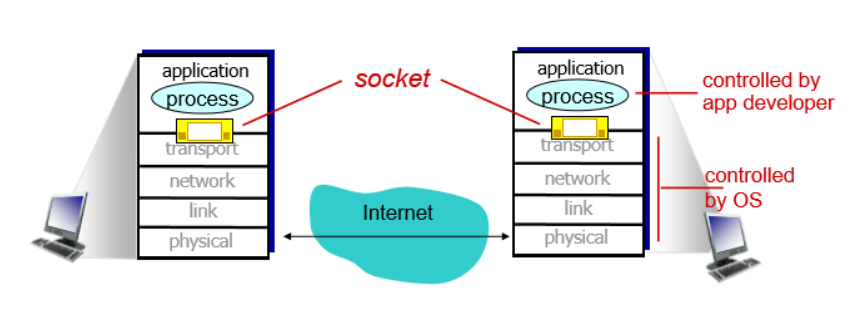 application
process
transport
network
link
physical
socket
Internet
application
process
transport
network
link
physical
controlled by
app developer
controlled
by OS